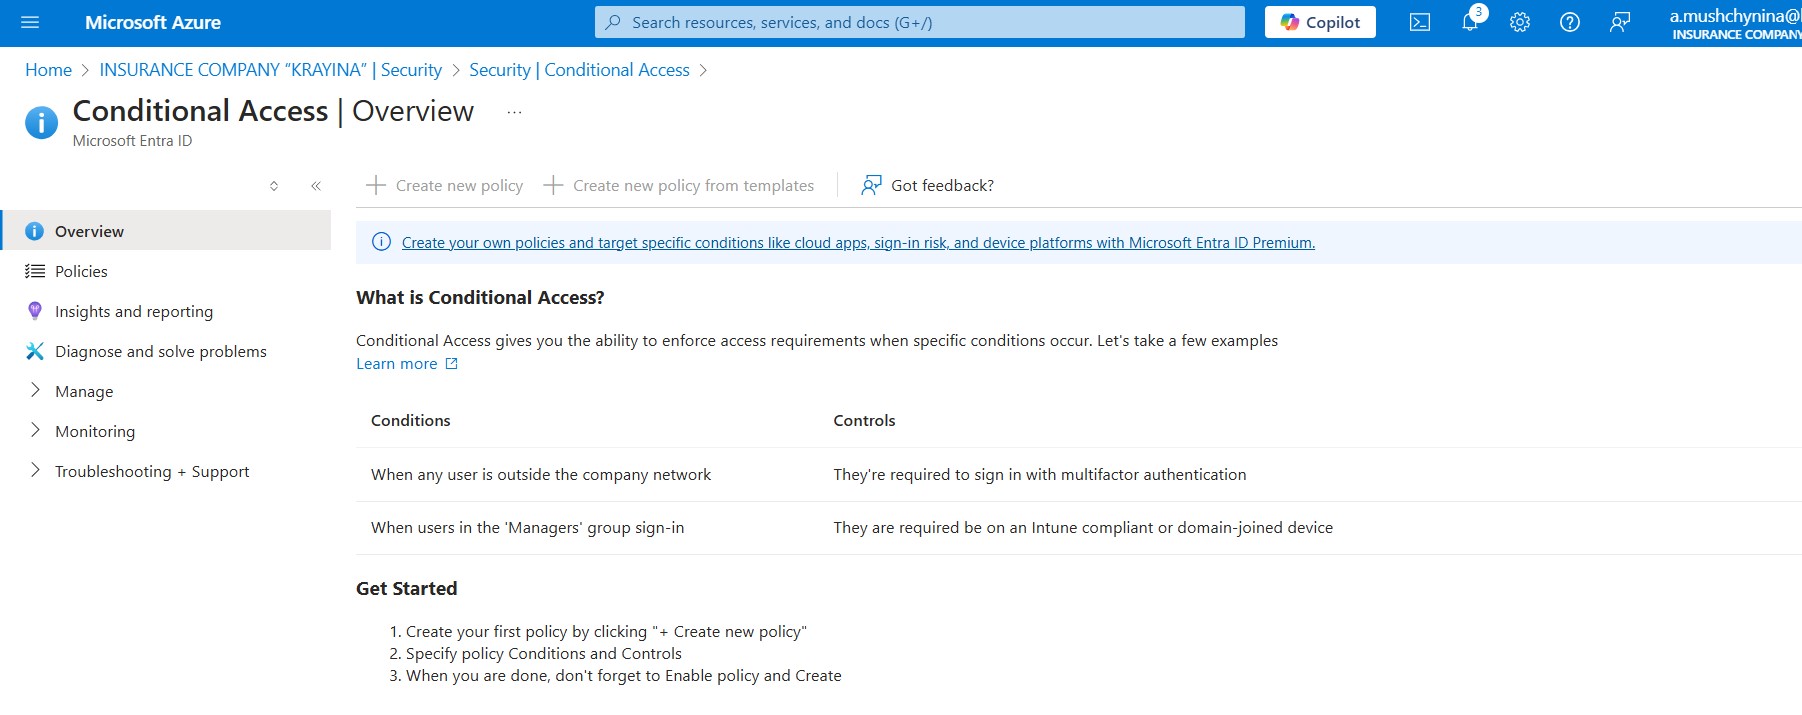 Microsoft Azure
Search resources, services, and docs (G+/)
Copilot
3
a.mushchynina@
INSURANCE COMPANY
Home > INSURANCE COMPANY “KRAYINA” | Security > Security | Conditional Access >
Conditional Access | Overview ...
Microsoft Entra ID
Create new policy
Create new policy from templates
Got feedback?
Overview
Policies
Insights and reporting
Diagnose and solve problems
Manage
Monitoring
Troubleshooting + Support
Create your own policies and target specific conditions like cloud apps, sign-in risk, and device platforms with Microsoft Entra ID Premium.
What is Conditional Access?
Conditional Access gives you the ability to enforce access requirements when specific conditions occur. Let's take a few examples
Learn more
Conditions Controls
When any user is outside the company network They're required to sign in with multifactor authentication
When users in the 'Managers' group sign-in They are required be on an Intune compliant or domain-joined device
Get Started
1. Create your first policy by clicking "+ Create new policy"
2. Specify policy Conditions and Controls
3. When you are done, don't forget to Enable policy and Create